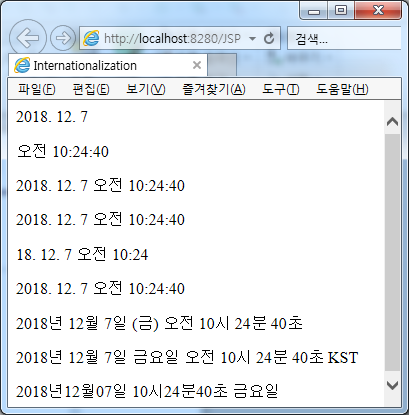 http://localhost:8280/JSP
검색...
Internationalization
파일(F) 편집(E) 보기(V) 즐겨찾기(A) 도구(T) 도움말(H)
2018. 12. 7
오전 10:24:40
2018. 12. 7 오전 10:24:40
2018. 12. 7 오전 10:24:40
18. 12. 7 오전 10:24
2018. 12. 7 오전 10:24:40
2018년 12월 7일 (금) 오전 10시 24분 40초
2018년 12월 7일 금요일 오전 10시 24분 40초 KST
2018년12월07일 10시24분40초 금요일